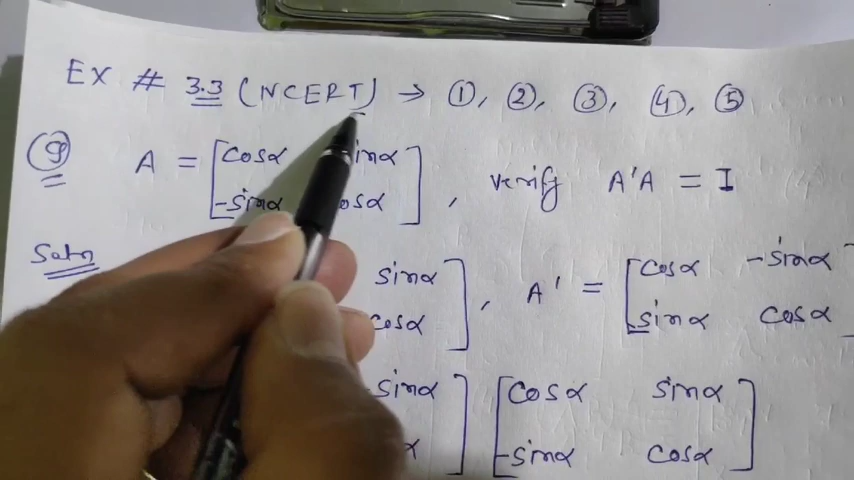 EX # 3.3 (NCERT) → ①, ②, ③, ④, ⑤
Ⓠ A = [cosα sinα
-sinα cosα], verify A'A = I
Soln
sinα
cosα], A' = [cosα -sinα
sinα cosα
-sinα] [cosα sinα
-sinα cosα]